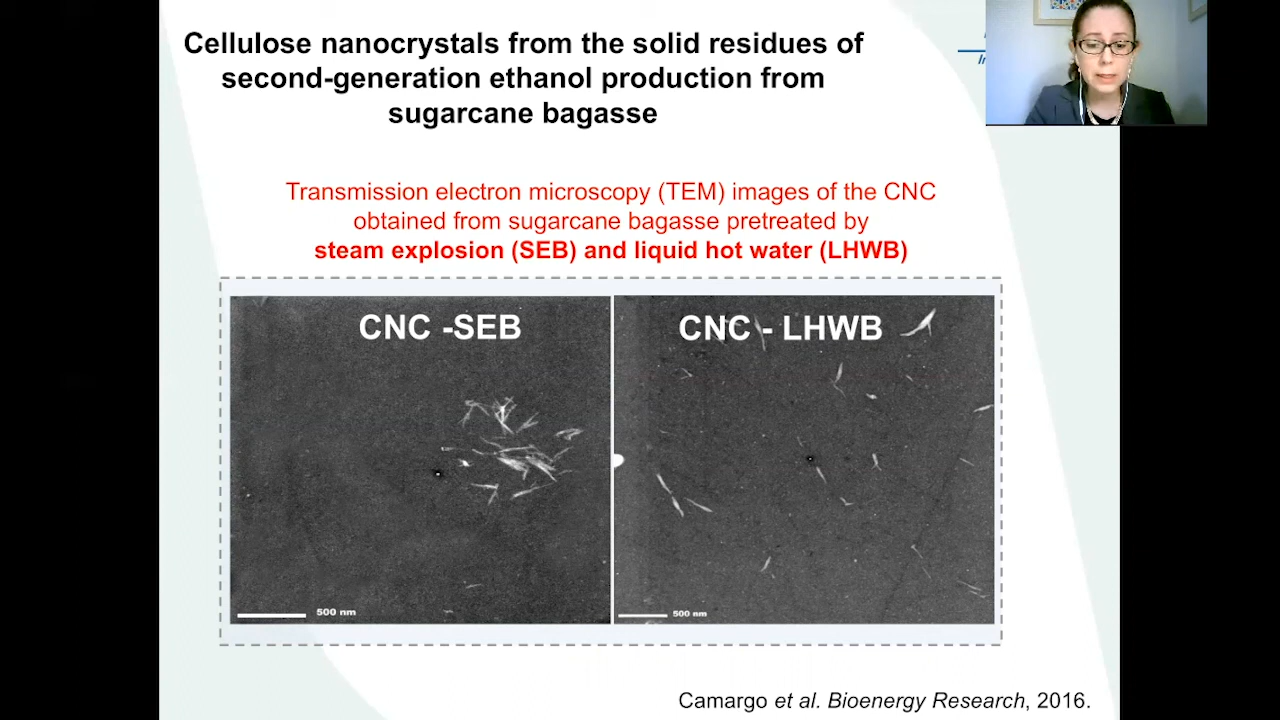 Cellulose nanocrystals from the solid residues of
second-generation ethanol production from
sugarcane bagasse
Transmission electron microscopy (TEM) images of the CNC
obtained from sugarcane bagasse pretreated by
steam explosion (SEB) and liquid hot water (LHWB)
CNC -SEB
CNC - LHWB
500 nm
500 nm
Camargo et al. Bioenergy Research, 2016.